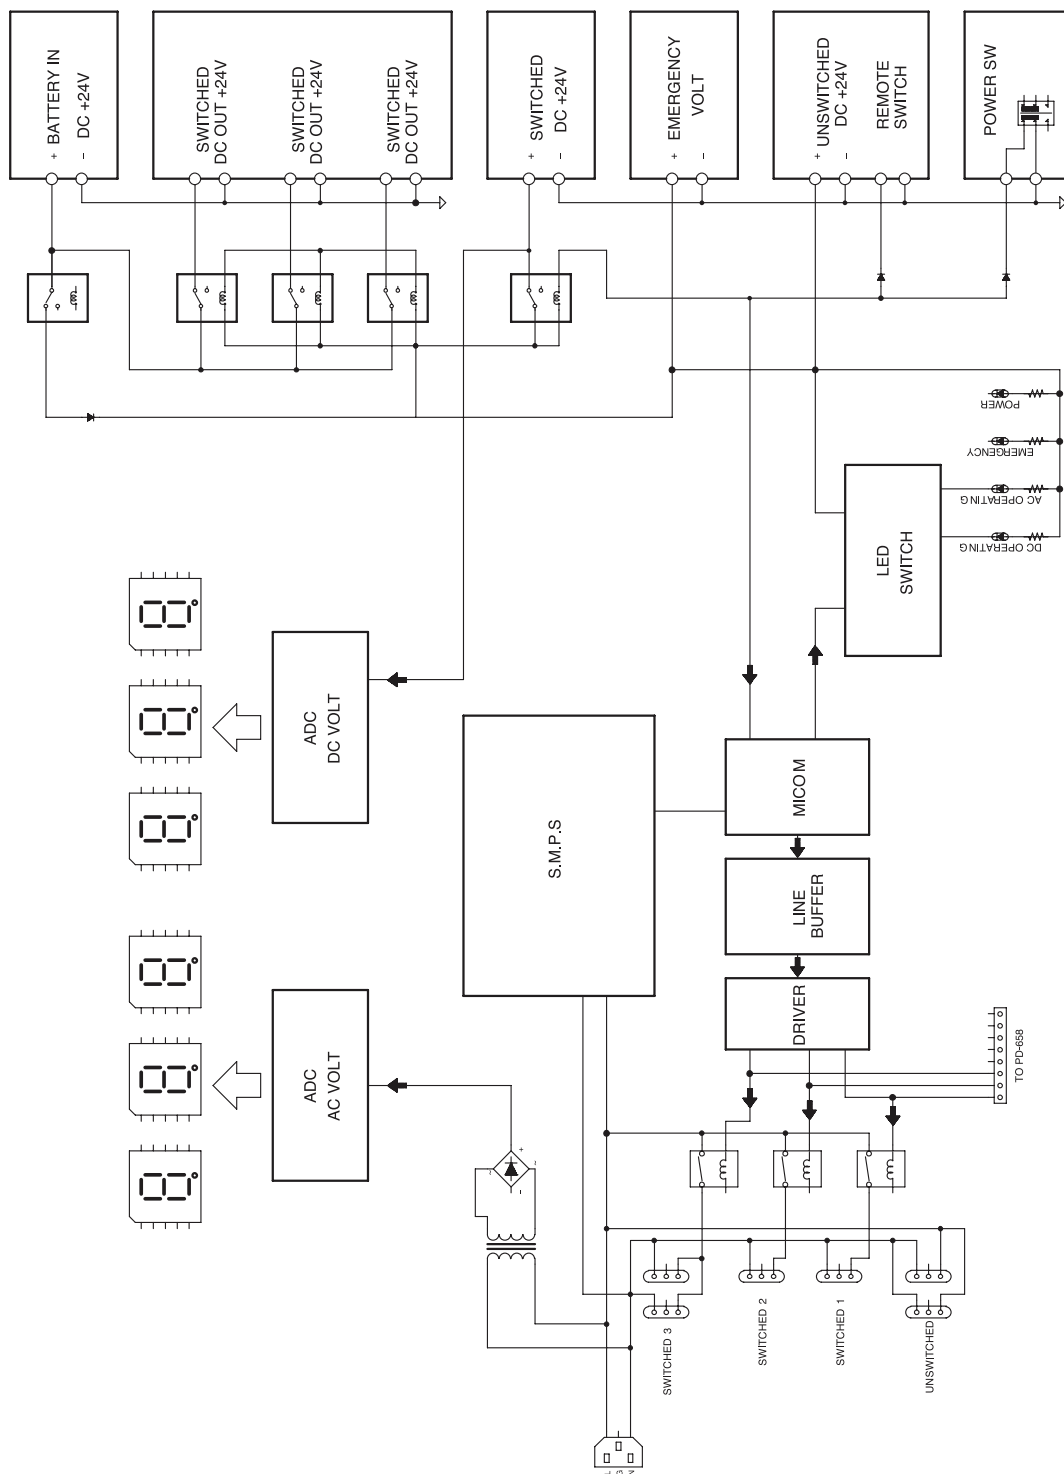 BATTERY IN
+ DC +24V -
SWITCHED
DC OUT +24V
SWITCHED
DC OUT +24V
SWITCHED
DC OUT +24V
SWITCHED
+ DC +24V -
EMERGENCY
+ VOLT -
UNSWITCHED
+ DC +24V -
REMOTE
SWITCH
POWER SW
POWER
EMERGENCY
AC OPERATING
DC OPERATING
LED
SWITCH
ADC
DC VOLT
S.M.P.S
MICOM
LINE
BUFFER
DRIVER
ADC
AC VOLT
TO PD-658
~
+
-
~
SWITCHED 3
SWITCHED 2
SWITCHED 1
UNSWITCHED
L
G
N